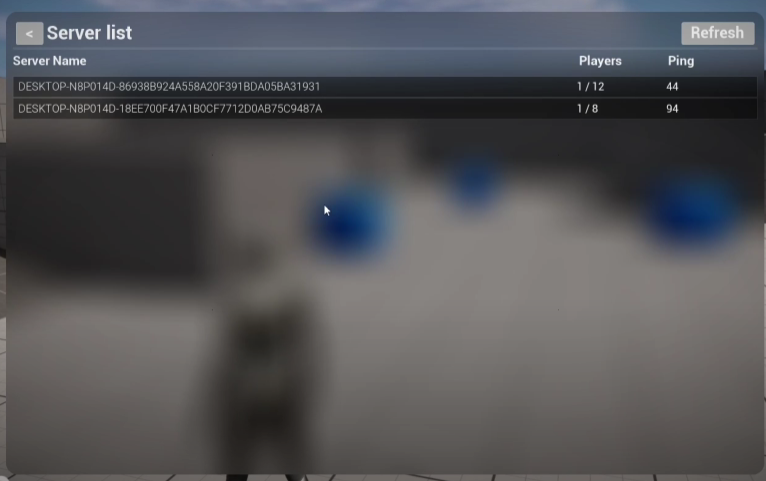 < Server list Refresh
Server Name Players Ping
DESKTOP-N8P014D-86938B924A558A20F391BDA05BA31931 1 / 12 44
DESKTOP-N8P014D-18EE700F47A1B0CF7712D0AB75C9487A 1 / 8 94